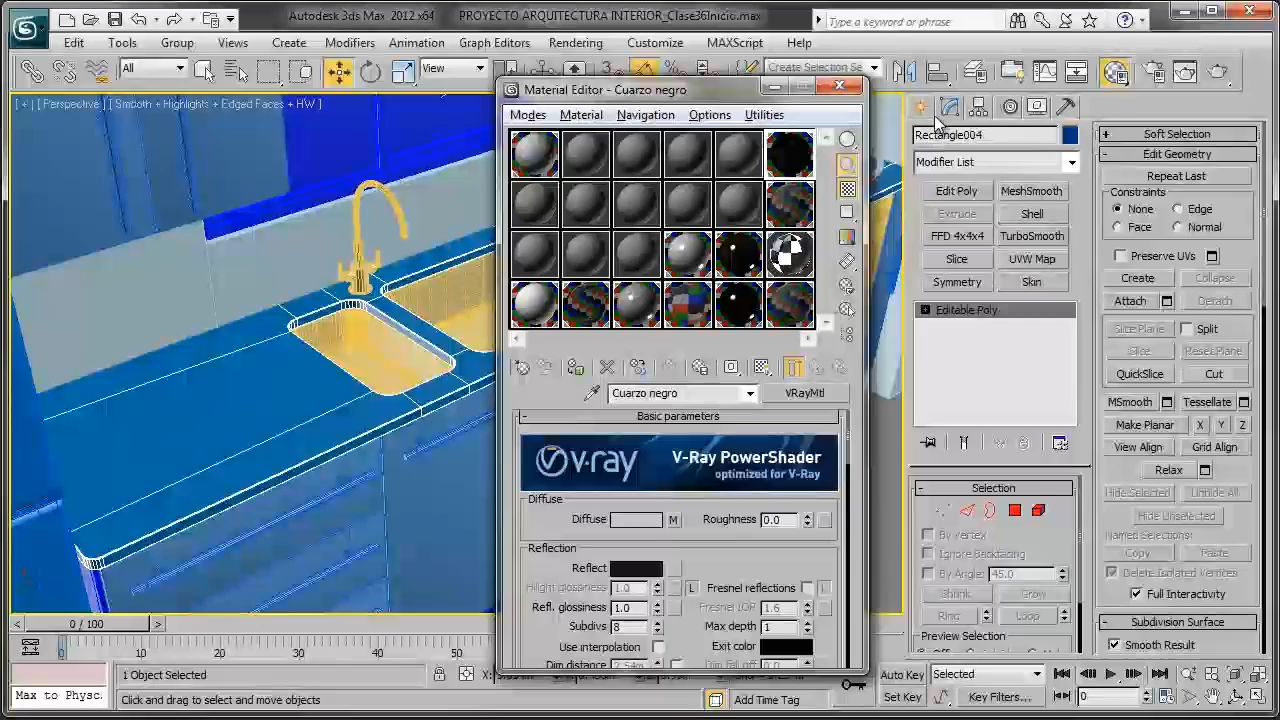 Autodesk 3ds Max 2012 x64 PROYECTO ARQUITECTURA INTERIOR_Clase36Inicio.max
Type a keyword or phrase
Edit Tools Group Views Create Modifiers Animation Graph Editors Rendering Customize MAXScript Help
All View Create Selection Se
[ + ] [ Perspective ] [ Smooth + Highlights + Edged Faces + HW ]
Material Editor - Cuarzo negro
Modes Material Navigation Options Utilities
Cuarzo negro VRayMtl
Basic parameters
v·ray V-Ray PowerShader
optimized for V-Ray
Diffuse
Diffuse M Roughness 0.0
Reflection
Reflect
Hilight glossiness 1.0 L Fresnel reflections L
Refl. glossiness 1.0 Fresnel IOR 1.6
Subdivs 8 Max depth 1
Use interpolation Exit color
Dim distance 2.54m Dim fall off 0.0
Rectangle004
Modifier List
Edit Poly MeshSmooth
Extrude Shell
FFD 4x4x4 TurboSmooth
Slice UVW Map
Symmetry Skin
Editable Poly
Selection
By Vertex
Ignore Backfacing
By Angle: 45.0
Shrink Grow
Ring Loop
Preview Selection
Off SubObj Multi
Soft Selection
Edit Geometry
Repeat Last
Constraints
None Edge
Face Normal
Preserve UVs
Create Collapse
Attach Detach
Slice Plane Split
Slice Reset Plane
QuickSlice Cut
MSmooth Tessellate
Make Planar X Y Z
View Align Grid Align
Relax
Hide Selected Unhide All
Hide Unselected
Named Selections:
Copy Paste
Delete Isolated Vertices
Full Interactivity
Subdivision Surface
Smooth Result
0 / 100
0 10 20 30 40 50
Max to Physc
1 Object Selected
Click and drag to select and move objects
Add Time Tag
Auto Key Selected
Set Key Key Filters... 0